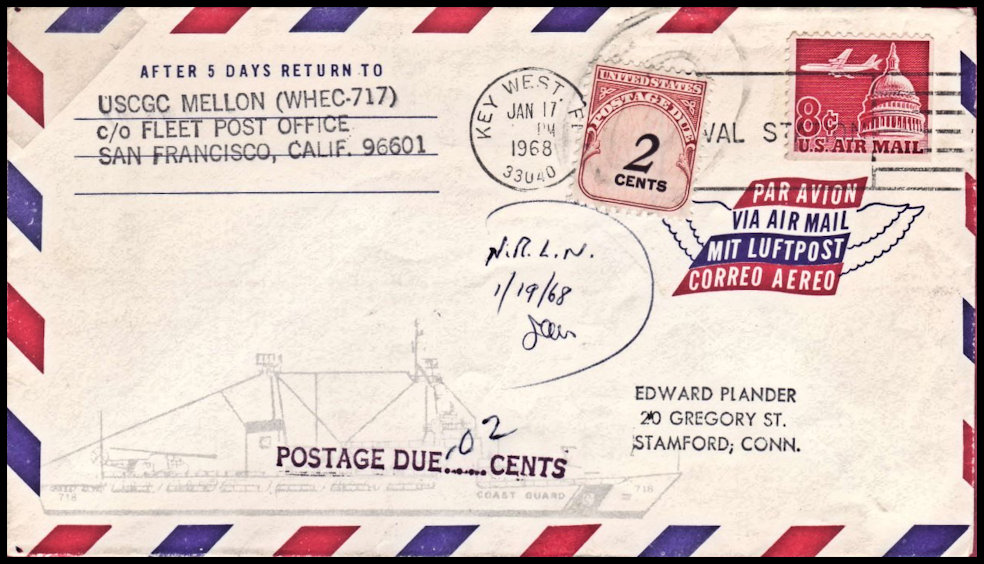 AFTER 5 DAYS RETURN TO
USCGC MELLON (WHEC-717)
c/o FLEET POST OFFICE
SAN FRANCISCO, CALIF. 96601
KEY WEST, FL
JAN 17
PM
1968
33040
UNITED STATES
POSTAGE DUE
2
CENTS
VAL ST
8¢
U.S. AIR MAIL
PAR AVION
VIA AIR MAIL
MIT LUFTPOST
CORREO AEREO
N.R.L.N.
1/19/68
EDWARD PLANDER
20 GREGORY ST.
STAMFORD; CONN.
.02
POSTAGE DUE......CENTS
718
COAST GUARD
718